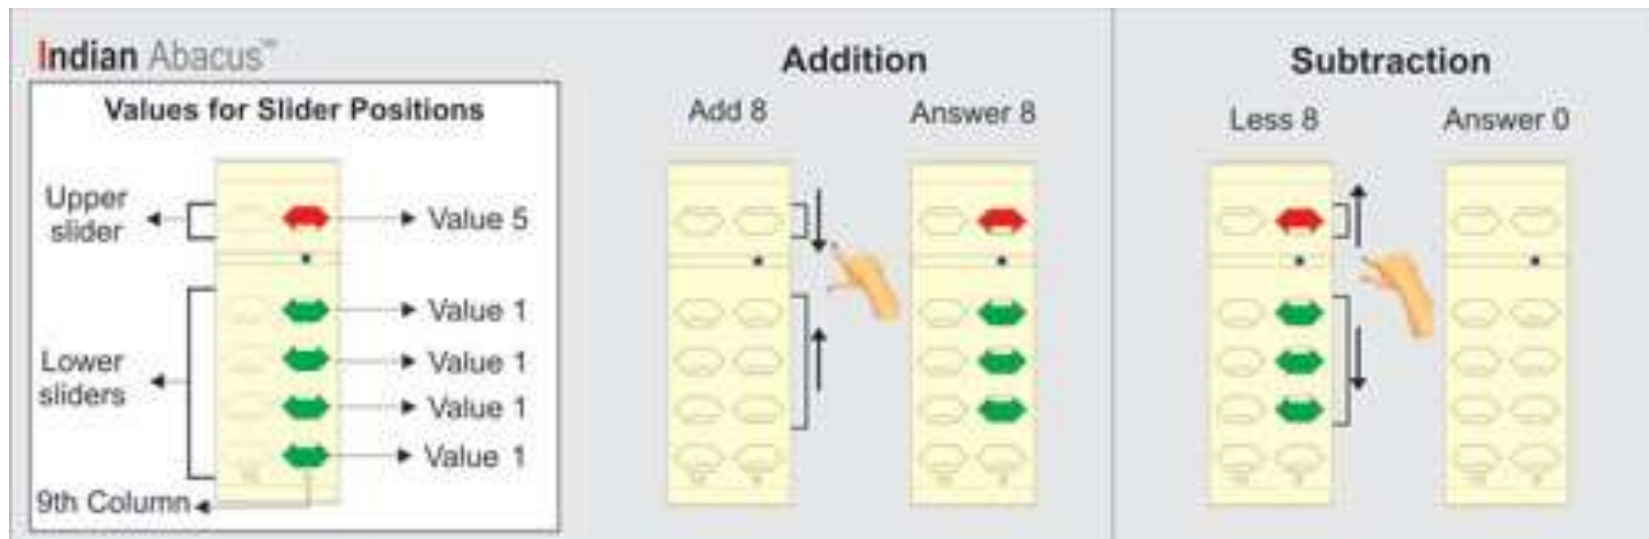 Indian Abacus™
Values for Slider Positions
Upper
slider
Value 5
Value 1
Value 1
Lower
sliders
Value 1
Value 1
9th Column
Addition
Add 8
Answer 8
Subtraction
Less 8
Answer 0